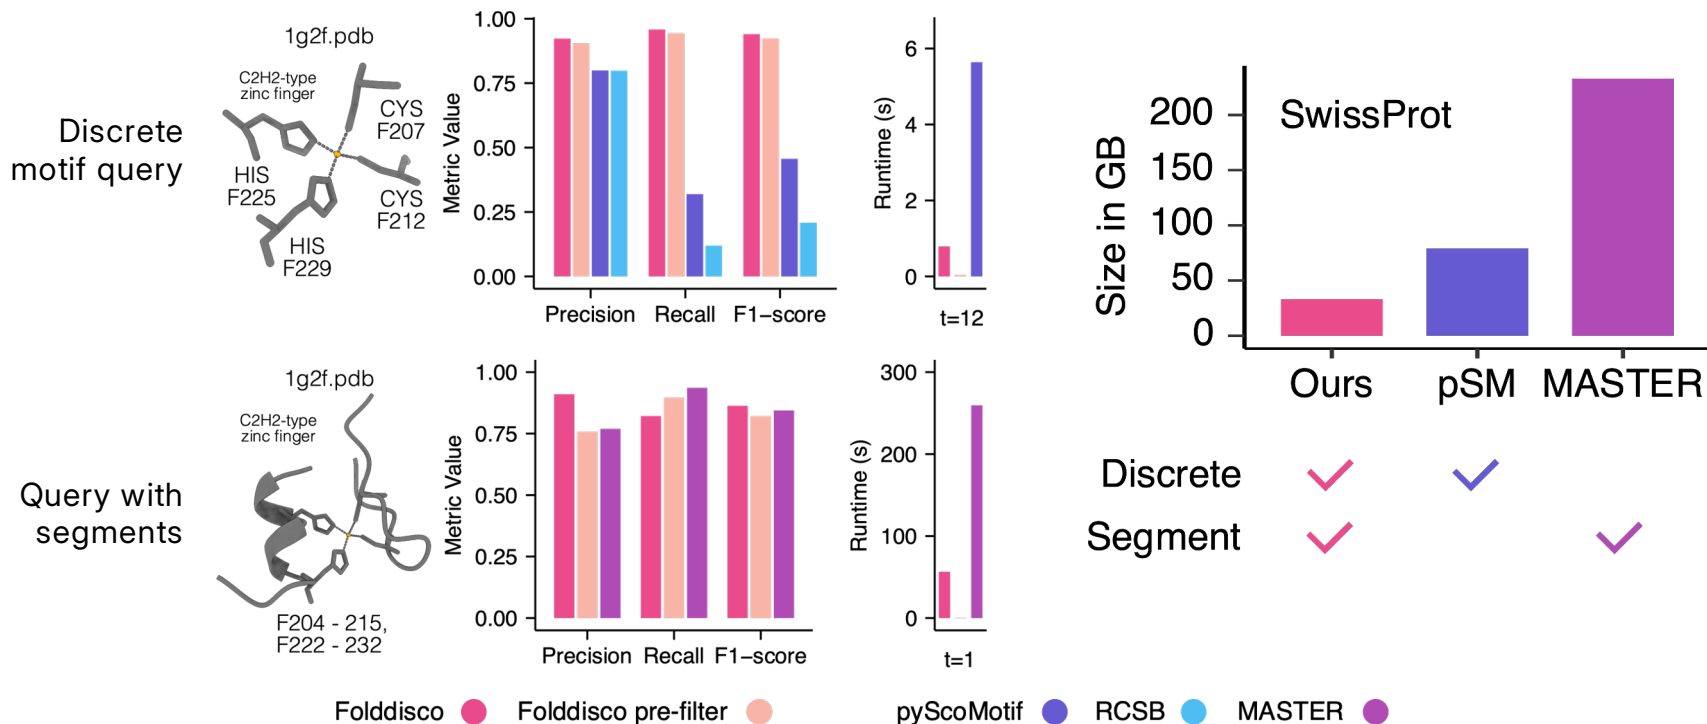 Discrete
motif query
1g2f.pdb
C2H2-type
zinc finger
CYS
F207
HIS
F225
CYS
F212
HIS
F229
Metric Value
1.00
0.75
0.50
0.25
0.00
Precision Recall F1−score
Runtime (s)
6
4
2
0
t=12
Query with
segments
1g2f.pdb
C2H2-type
zinc finger
F204 - 215,
F222 - 232
Metric Value
1.00
0.75
0.50
0.25
0.00
Precision Recall F1−score
Runtime (s)
300
200
100
0
t=1
SwissProt
Size in GB
200
150
100
50
0
Ours pSM MASTER
Discrete
Segment
Folddisco Folddisco pre-filter pyScoMotif RCSB MASTER